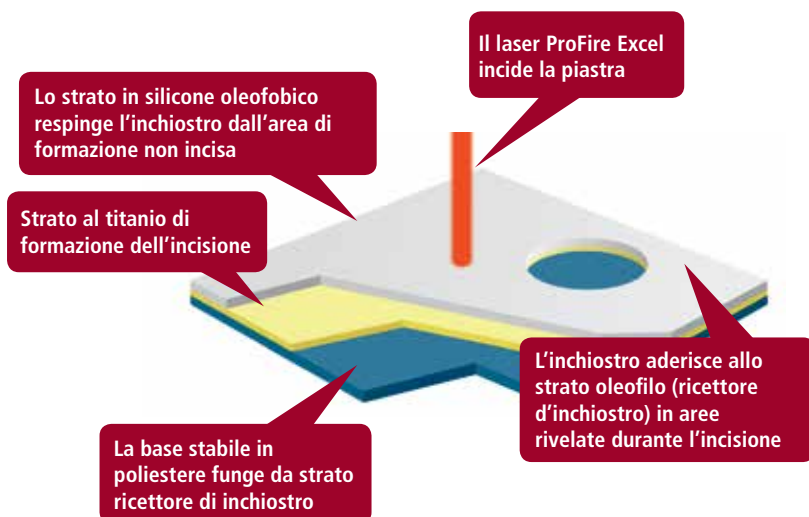 Il laser ProFire Excel
incide la piastra
Lo strato in silicone oleofobico
respinge l'inchiostro dall'area di
formazione non incisa
Strato al titanio di
formazione dell'incisione
L'inchiostro aderisce allo
strato oleofilo (ricettore
d'inchiostro) in aree
rivelate durante l'incisione
La base stabile in
poliestere funge da strato
ricettore di inchiostro